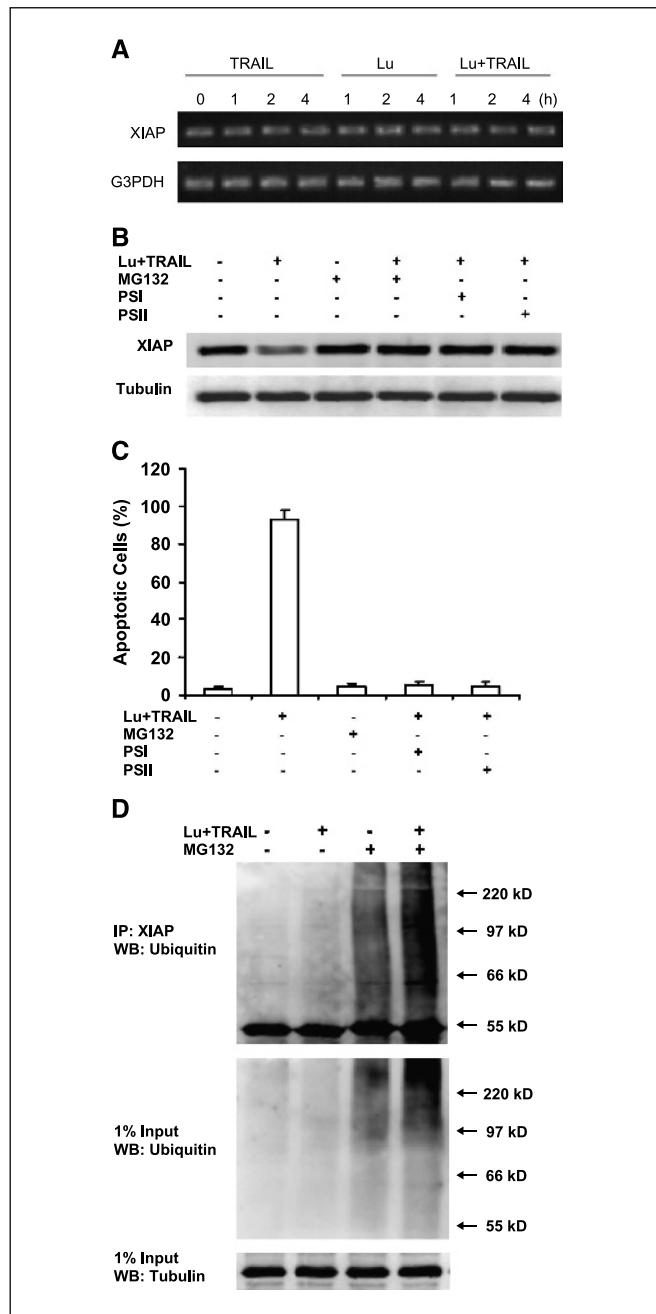 A
TRAIL Lu Lu+TRAIL
0 1 2 4 1 2 4 1 2 4 (h)
XIAP
G3PDH
B
Lu+TRAIL - + - + + +
MG132 - - + + - -
PSI - - - - + -
PSII - - - - - +
XIAP
Tubulin
C
120
100
80
60
40
20
0
Apoptotic Cells (%)
Lu+TRAIL - + - + +
MG132 - - + - -
PSI - - - + -
PSII - - - - +
D
Lu+TRAIL - + - +
MG132 - - + +
220 kD
IP: XIAP
WB: Ubiquitin
97 kD
66 kD
55 kD
220 kD
1% Input
WB: Ubiquitin
97 kD
66 kD
55 kD
1% Input
WB: Tubulin